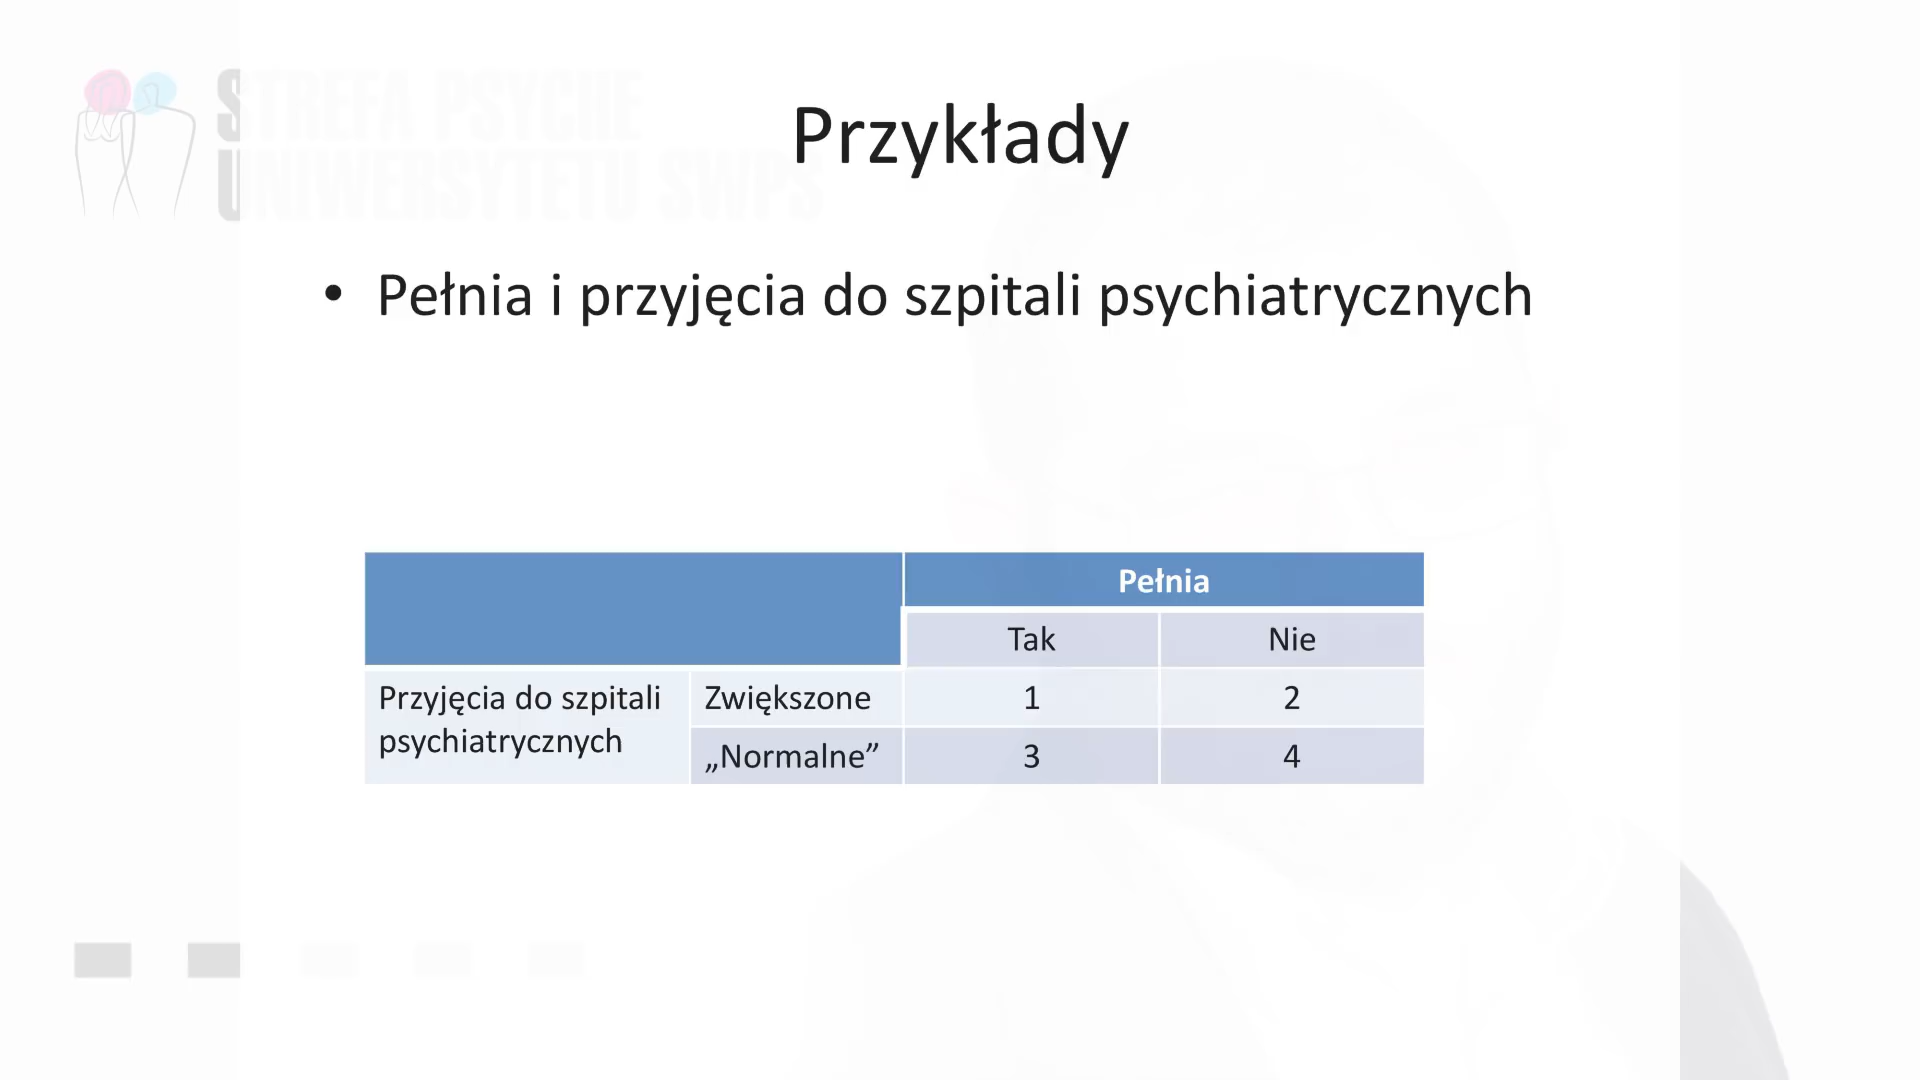 STREFA PSYCHE
UNIWERSYTETU SWPS
Przykłady
• Pełnia i przyjęcia do szpitali psychiatrycznych
Pełnia
Tak Nie
Przyjęcia do szpitali psychiatrycznych Zwiększone 1 2
„Normalne” 3 4